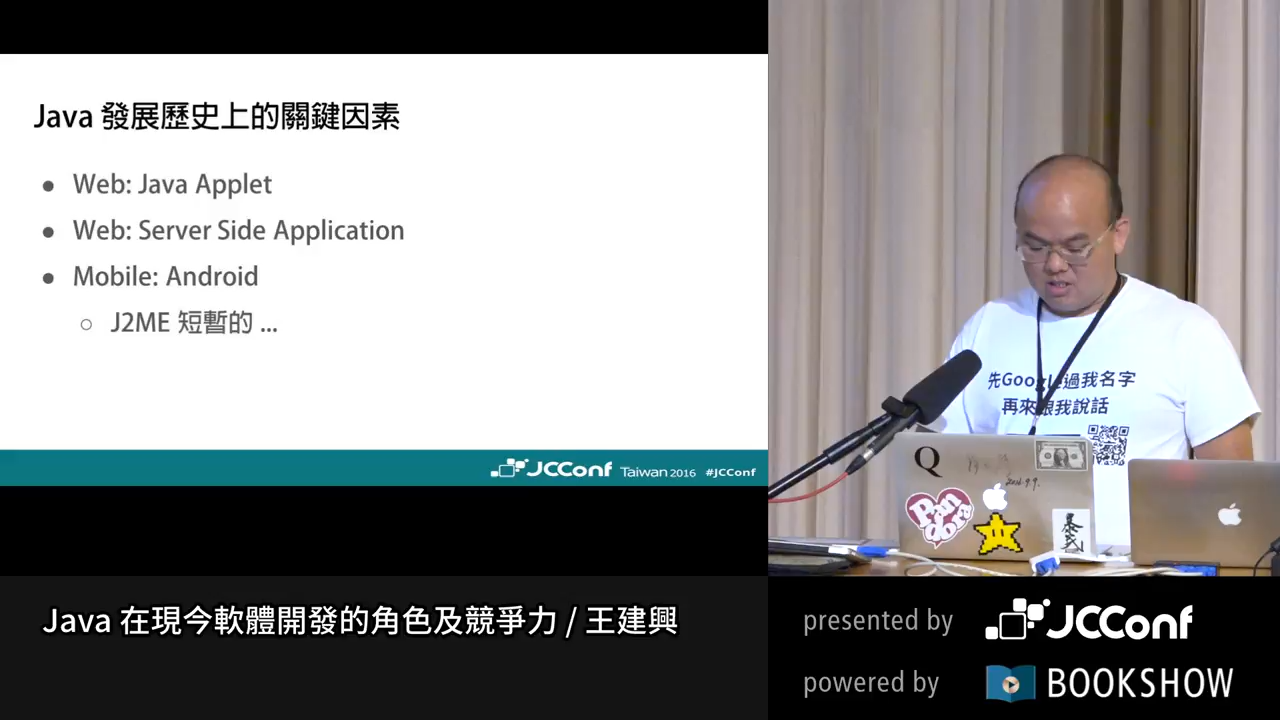 Java 發展歷史上的關鍵因素
Web: Java Applet
Web: Server Side Application
Mobile: Android
J2ME 短暫的 ...
JCConf Taiwan 2016 #JCConf
先Google過我名字
再來跟我說話
Q
Pandora
Java 在現今軟體開發的角色及競爭力 / 王建興
presented by JCConf
powered by BOOKSHOW